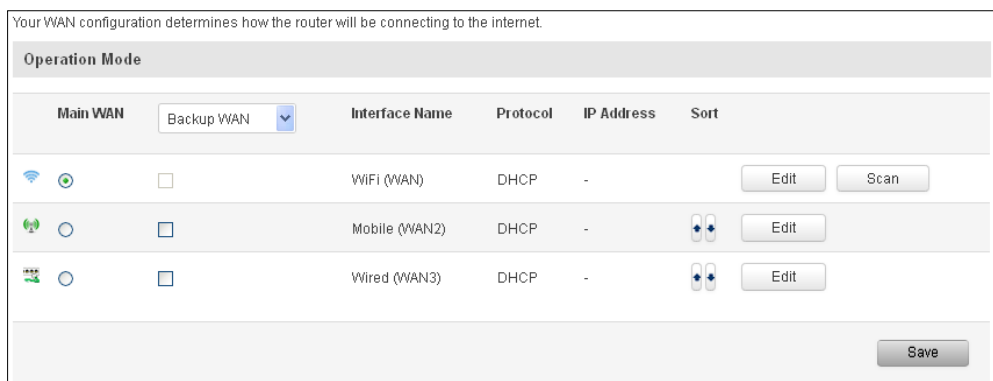 Your WAN configuration determines how the router will be connecting to the internet.
Operation Mode
Main WAN Backup WAN Interface Name Protocol IP Address Sort
WiFi (WAN) DHCP - Edit Scan
Mobile (WAN2) DHCP - Edit
Wired (WAN3) DHCP - Edit
Save